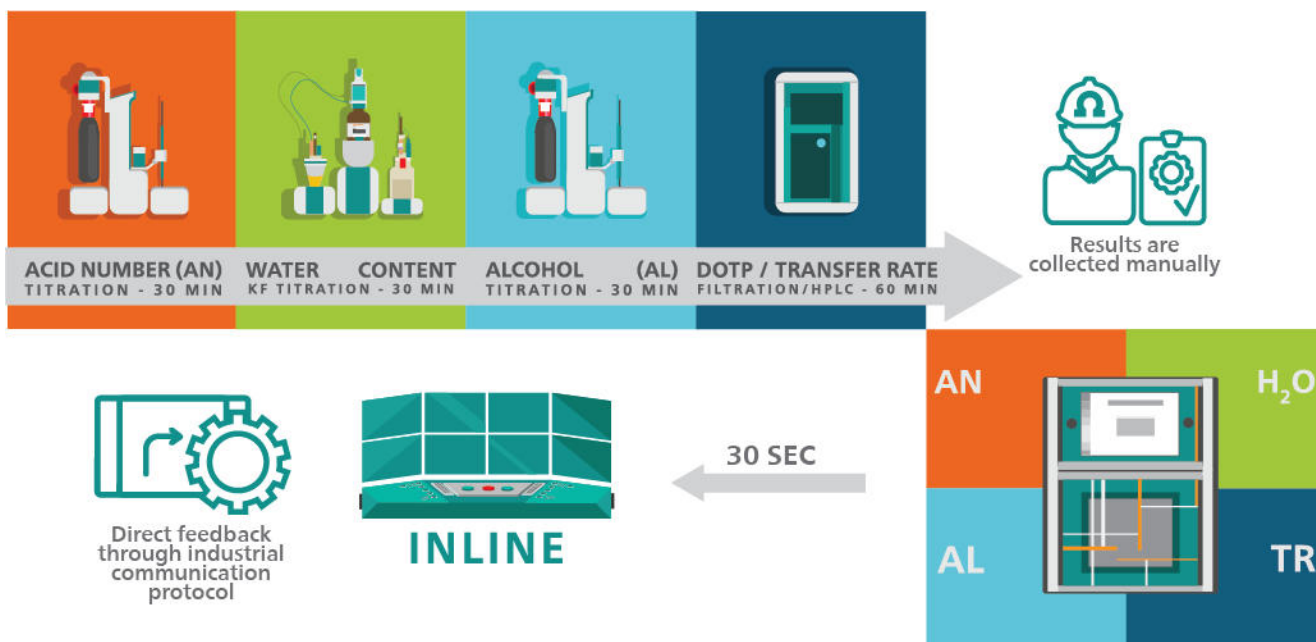 ACID NUMBER (AN)
TITRATION - 30 MIN
WATER CONTENT
KF TITRATION - 30 MIN
ALCOHOL (AL)
TITRATION - 30 MIN
DOTP / TRANSFER RATE
FILTRATION/HPLC - 60 MIN
Results are
collected manually
AN
H₂O
AL
TR
30 SEC
INLINE
Direct feedback
through industrial
communication
protocol